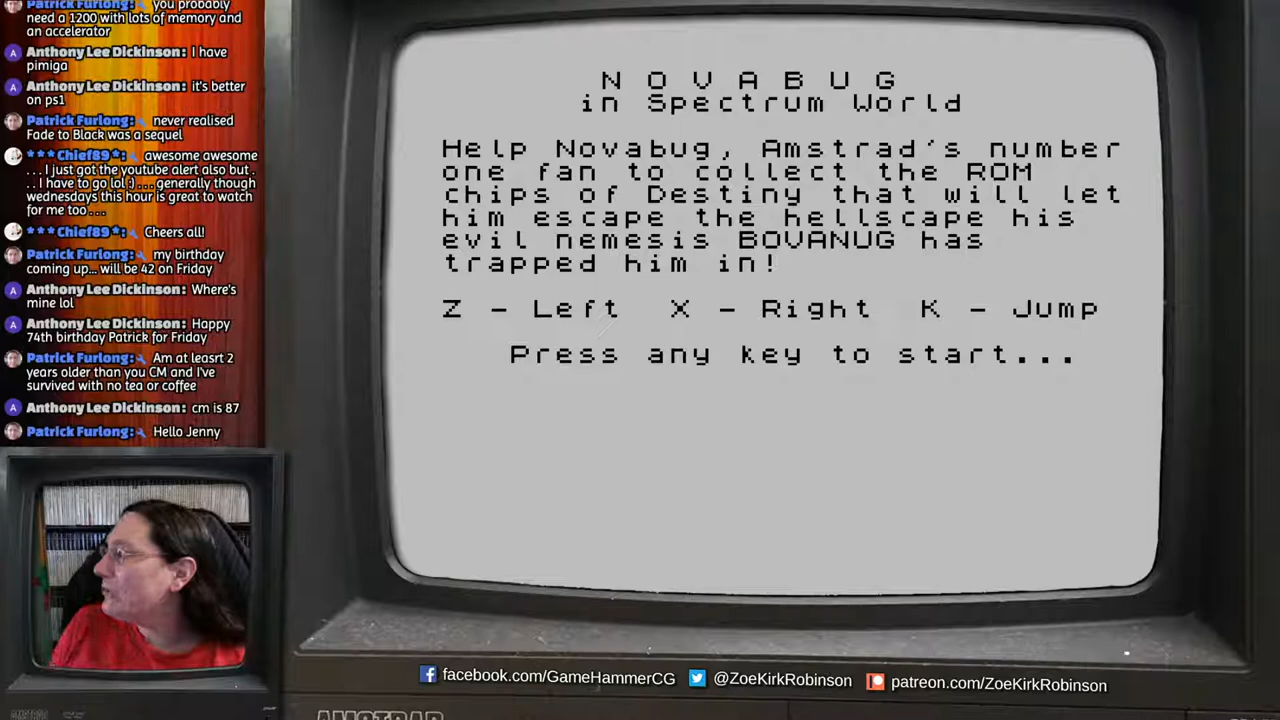 Patrick Furlong: you probably
need a 1200 with lots of memory and
an accelerator
Anthony Lee Dickinson: I have
pimiga
Anthony Lee Dickinson: it's better
on ps1
Patrick Furlong: never realised
Fade to Black was a sequel
***Chief89*: awesome awesome
. . . I just got the youtube alert also but .
. . I have to go lol :) . . . generally though
wednesdays this hour is great to watch
for me too . . .
***Chief89*: Cheers all!
Patrick Furlong: my birthday
coming up... will be 42 on Friday
Anthony Lee Dickinson: Where's
mine lol
Anthony Lee Dickinson: Happy
74th birthday Patrick for Friday
Patrick Furlong: Am at leasrt 2
years older than you CM and I've
survived with no tea or coffee
Anthony Lee Dickinson: cm is 87
Patrick Furlong: Hello Jenny
N O V A B U G
in Spectrum World
Help Novabug, Amstrad's number
one fan to collect the ROM
chips of Destiny that will let
him escape the hellscape his
evil nemesis BOVANUG has
trapped him in!
Z - Left X - Right K - Jump
Press any key to start...
facebook.com/GameHammerCG @ZoeKirkRobinson patreon.com/ZoeKirkRobinson
AMSTRAD